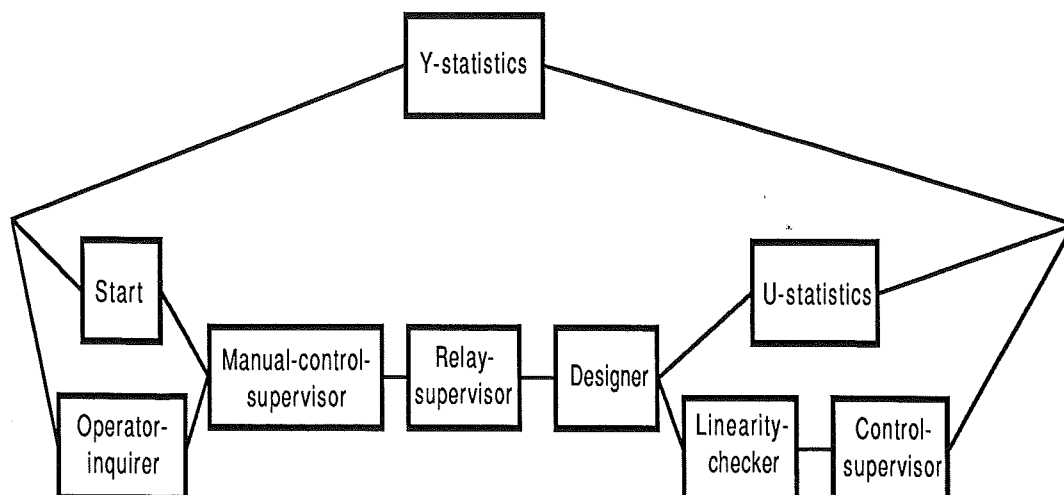 Y-statistics
Start
U-statistics
Manual-control-
supervisor
Relay-
supervisor
Designer
Operator-
inquirer
Linearity-
checker
Control-
supervisor